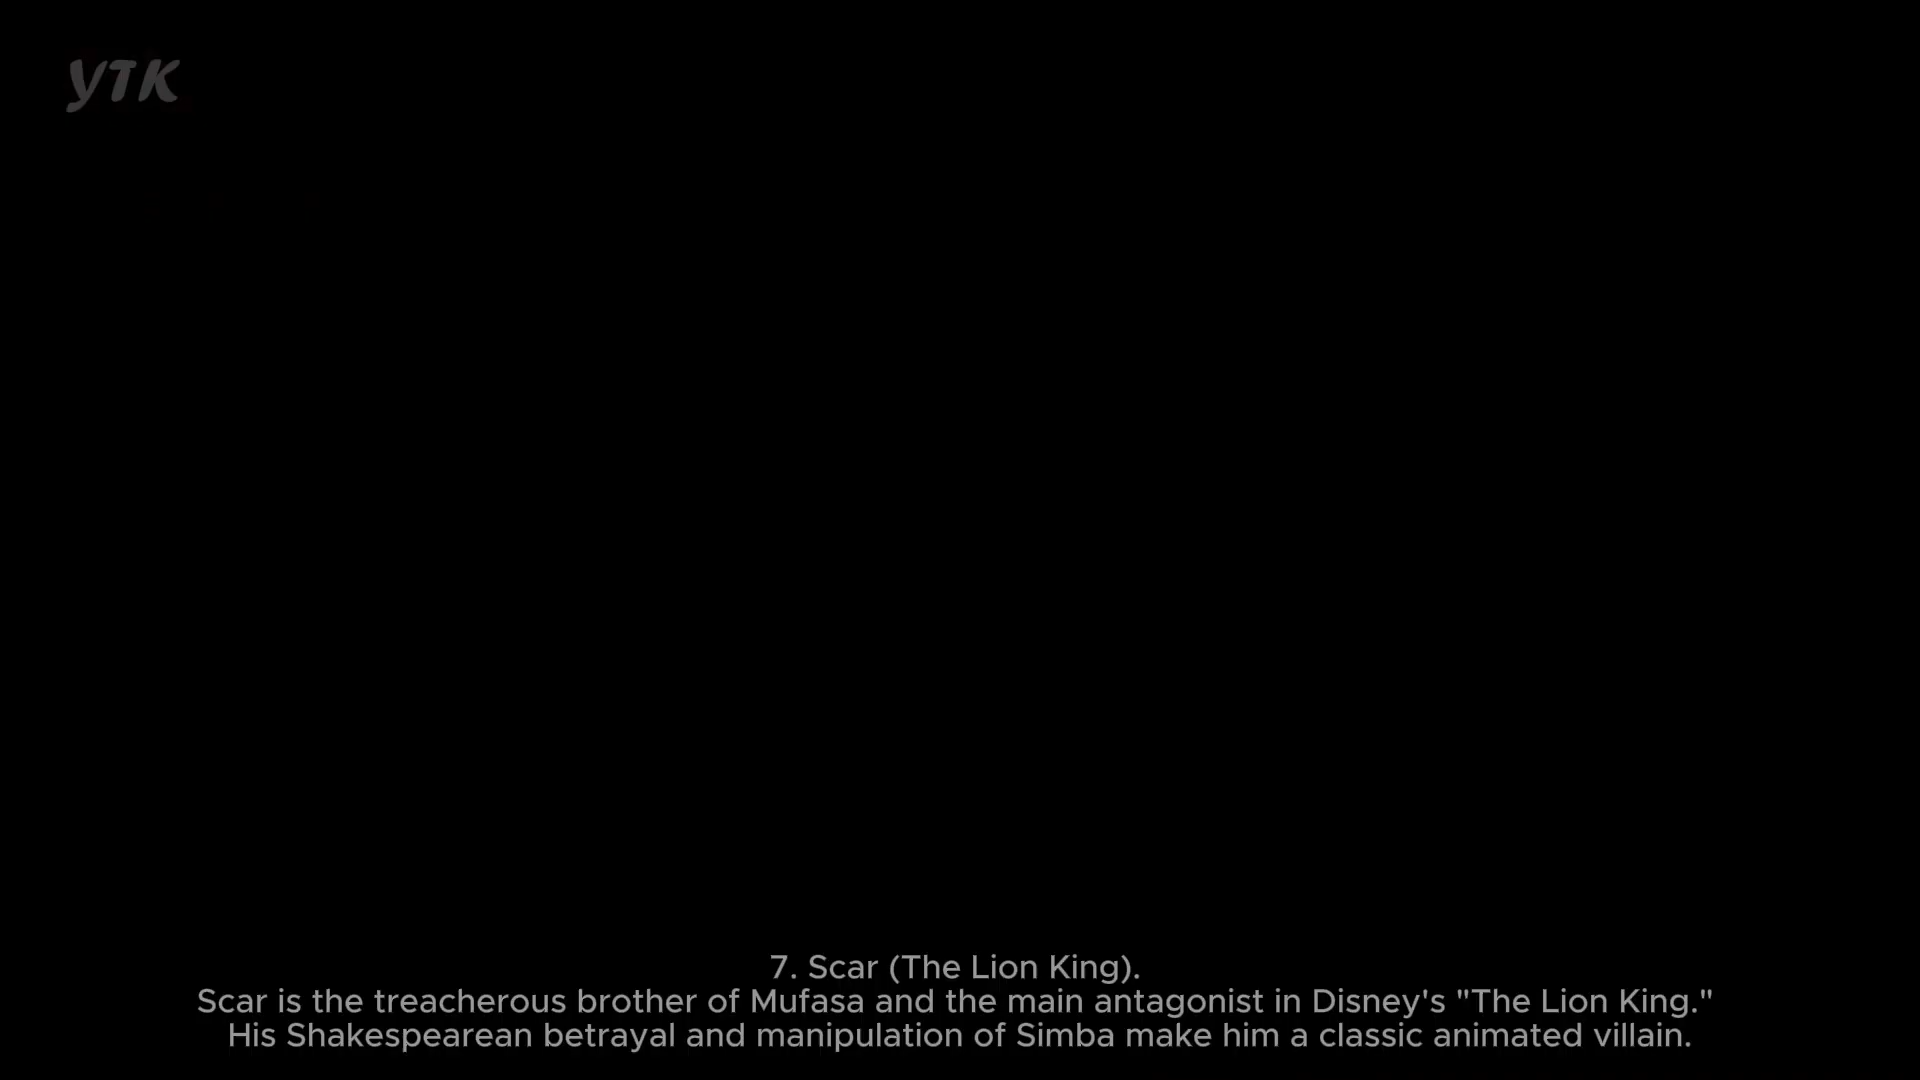 YTK
7. Scar (The Lion King).
Scar is the treacherous brother of Mufasa and the main antagonist in Disney's "The Lion King."
His Shakespearean betrayal and manipulation of Simba make him a classic animated villain.